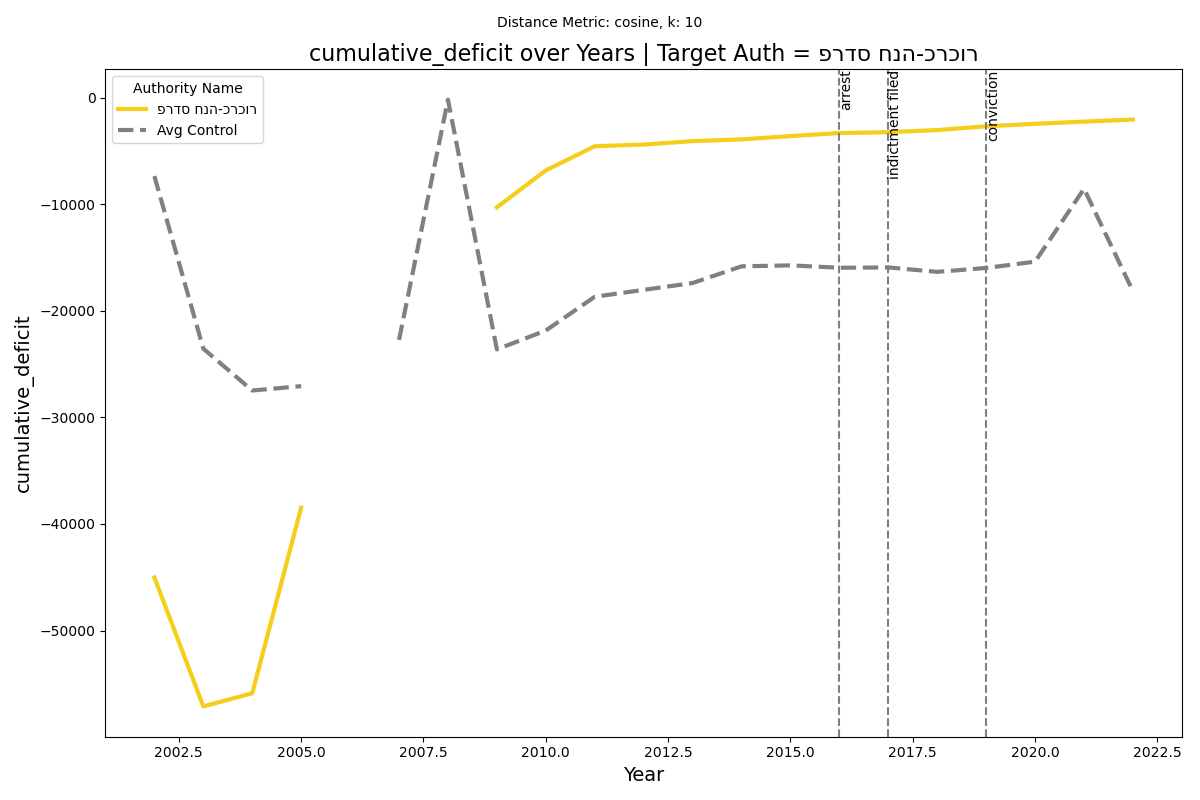 Distance Metric: cosine, k: 10
cumulative_deficit over Years | Target Auth = פרדס חנה-כרכור
Authority Name
פרדס חנה-כרכור
Avg Control
arrest
indictment filed
conviction
cumulative_deficit
0
−10000
−20000
−30000
−40000
−50000
2002.5
2005.0
2007.5
2010.0
2012.5
2015.0
2017.5
2020.0
2022.5
Year